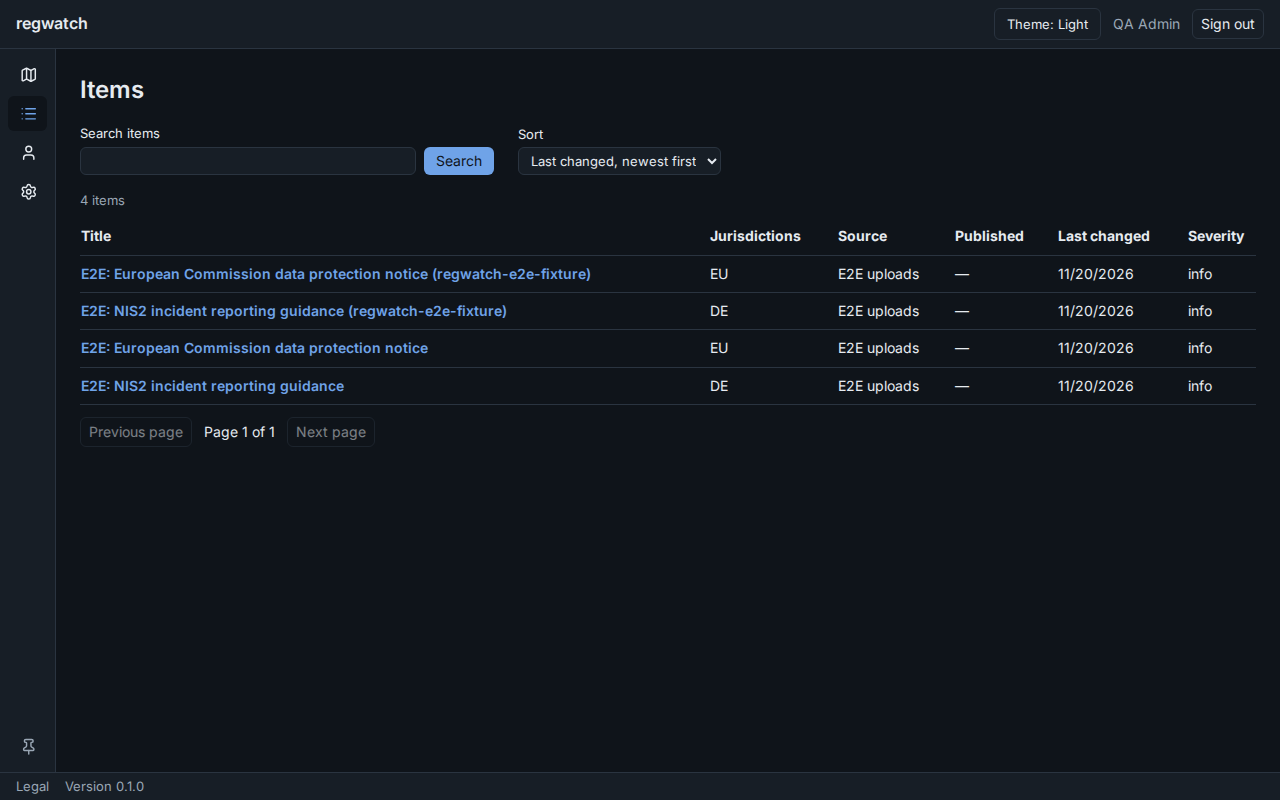 regwatch
Theme: Light QA Admin Sign out
Items
Search items
Search
Sort
Last changed, newest first
4 items
Title Jurisdictions Source Published Last changed Severity
E2E: European Commission data protection notice (regwatch-e2e-fixture) EU E2E uploads — 11/20/2026 info
E2E: NIS2 incident reporting guidance (regwatch-e2e-fixture) DE E2E uploads — 11/20/2026 info
E2E: European Commission data protection notice EU E2E uploads — 11/20/2026 info
E2E: NIS2 incident reporting guidance DE E2E uploads — 11/20/2026 info
Previous page Page 1 of 1 Next page
Legal Version 0.1.0